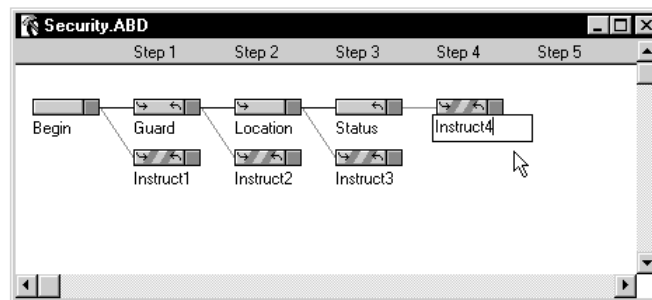 Security.ABD
Step 1 Step 2 Step 3 Step 4 Step 5
Begin Guard Location Status Instruct4
Instruct1 Instruct2 Instruct3